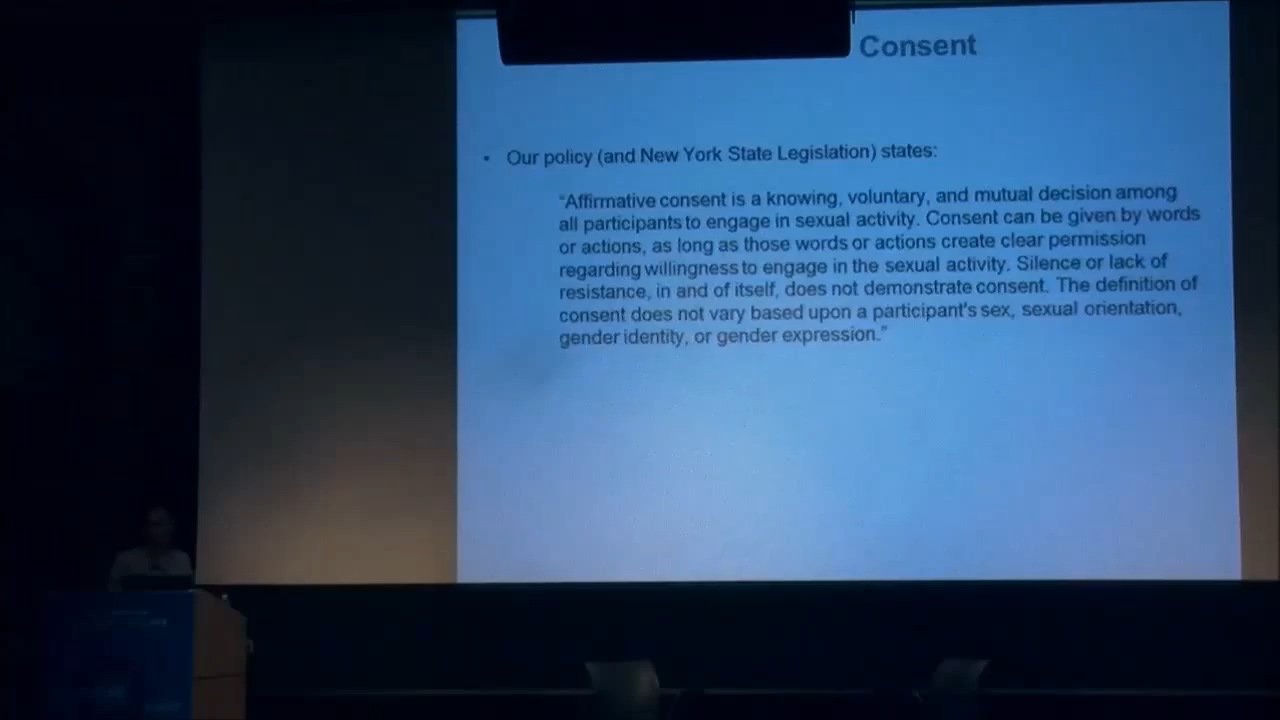 Consent
• Our policy (and New York State Legislation) states:
“Affirmative consent is a knowing, voluntary, and mutual decision among
all participants to engage in sexual activity. Consent can be given by words
or actions, as long as those words or actions create clear permission
regarding willingness to engage in the sexual activity. Silence or lack of
resistance, in and of itself, does not demonstrate consent. The definition of
consent does not vary based upon a participant's sex, sexual orientation,
gender identity, or gender expression.”